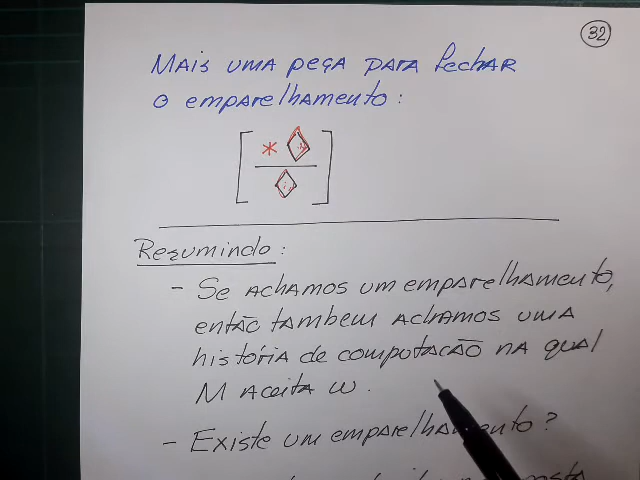 32
Mais uma peça para fechar
o emparelhamento:
* ◇
◇
Resumindo:
- Se achamos um emparelhamento,
então tambem achamos uma
história de computação na qual
M aceita w.
- Existe um emparelhamento?